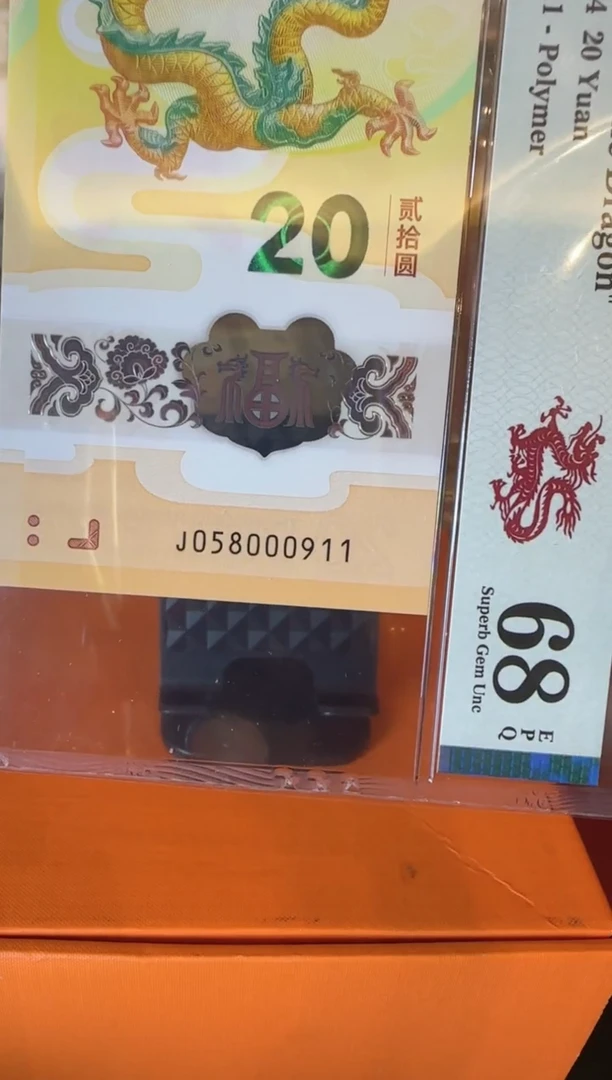 20
贰拾圆
福
J058000911
4 20 Yuan
1 - Polymer
Dragon"
68
EPQ
Superb Gem Unc